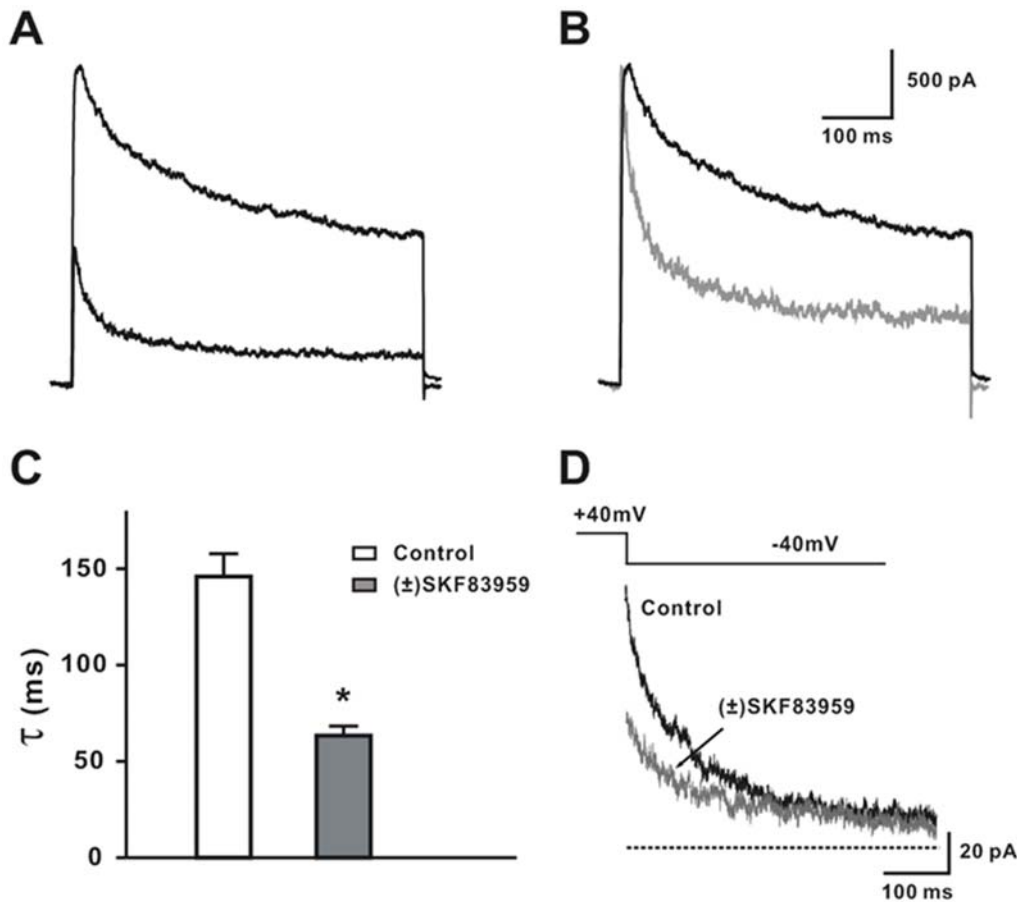 A
B
500 pA
100 ms
C
150
100
50
0
τ (ms)
Control
(±)SKF83959
*
D
+40mV
-40mV
Control
(±)SKF83959
20 pA
100 ms